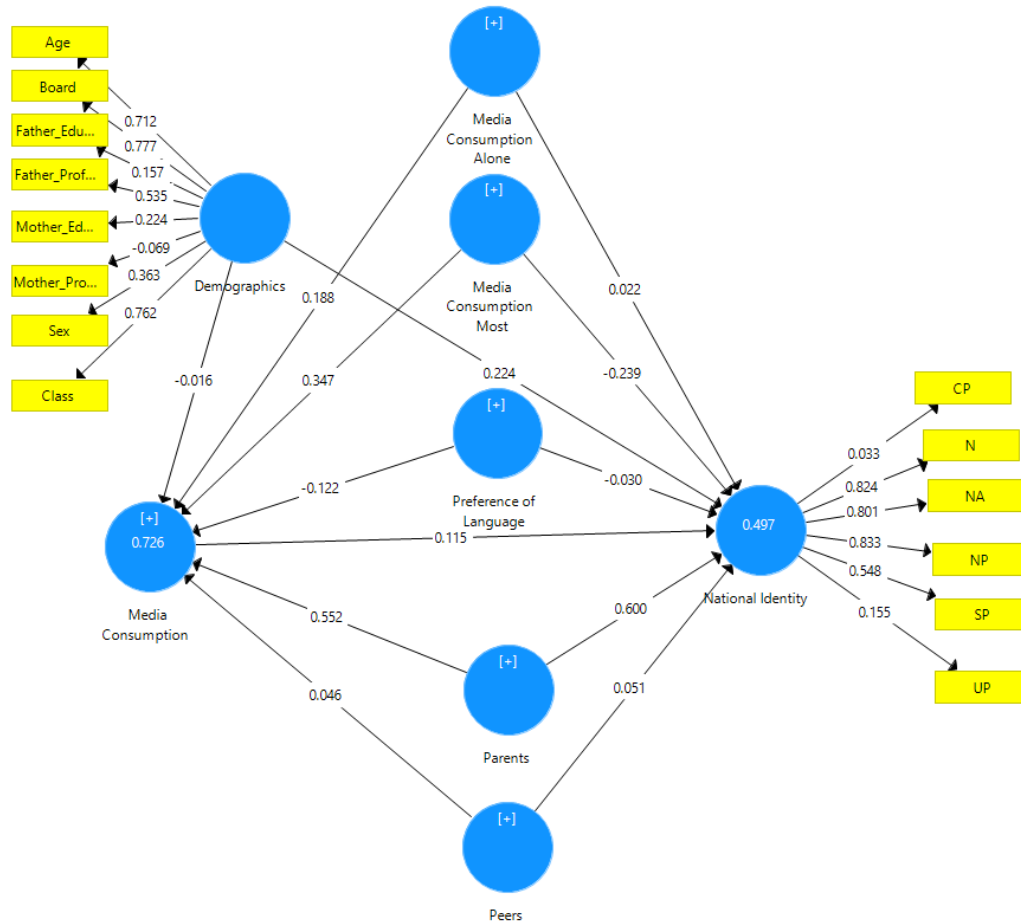 [+]
Age
Board
Father_Edu...
Father_Prof...
Mother_Ed...
Mother_Pro...
Sex
Class
0.712
0.777
0.157
0.535
0.224
-0.069
0.363
0.762
Demographics
Media
Consumption
Alone
[+]
Media
Consumption
Most
0.188
0.022
0.347
-0.239
-0.016
0.224
[+]
Preference of
Language
-0.122
-0.030
[+]
0.726
Media
Consumption
0.115
0.497
National Identity
CP
N
NA
NP
SP
UP
0.033
0.824
0.801
0.833
0.548
0.155
0.552
0.600
[+]
Parents
0.046
0.051
[+]
Peers